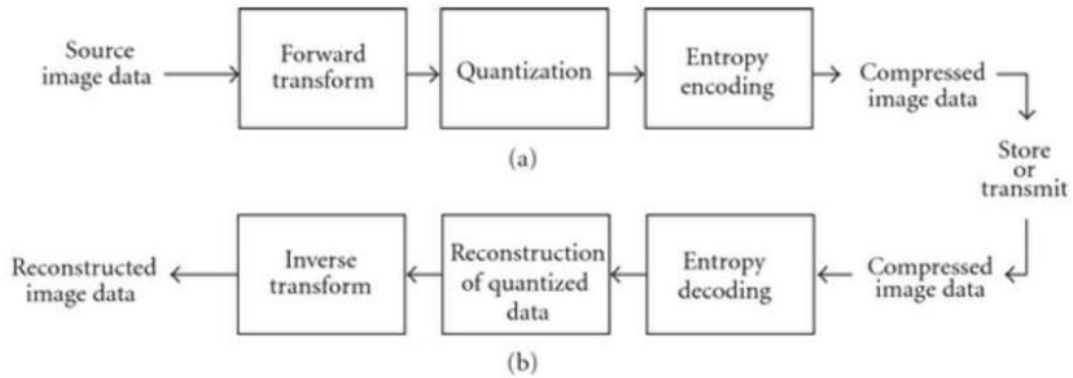 Source
image data
Forward
transform
Quantization
Entropy
encoding
Compressed
image data
(a)
Store
or
transmit
Reconstructed
image data
Inverse
transform
Reconstruction
of quantized
data
Entropy
decoding
Compressed
image data
(b)